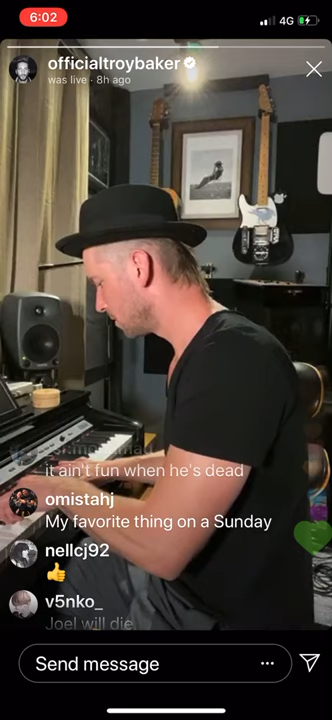 6:02
4G
officialtroybaker
was live · 8h ago
it ain't fun when he's dead
omistahj
My favorite thing on a Sunday
nellcj92
👍
v5nko_
Joel will die
Send message